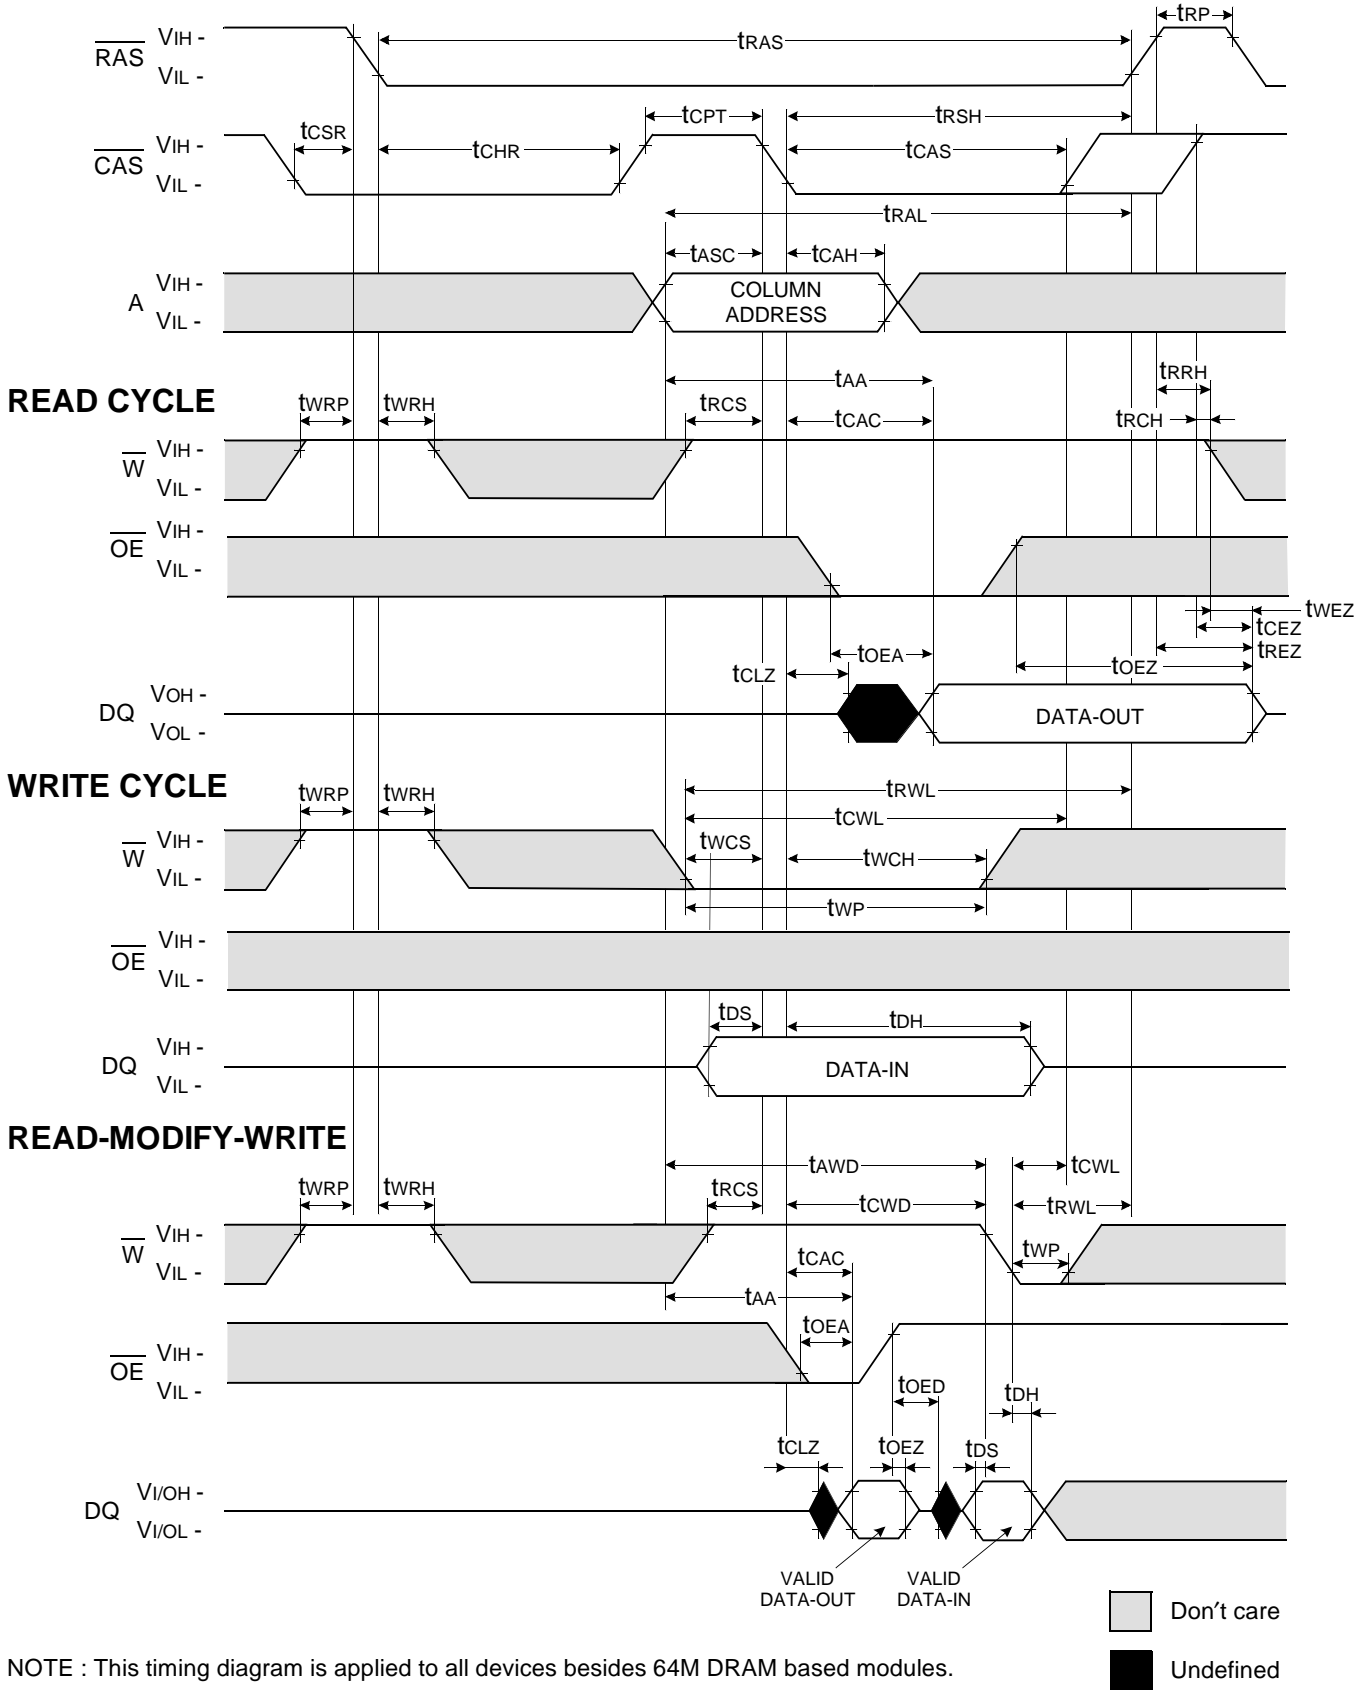 tRP
RAS VIH -
VIL -
tRAS
tCPT
tRSH
tCSR
CAS VIH -
VIL -
tCHR
tCAS
tRAL
tASC
tCAH
A VIH -
VIL -
COLUMN
ADDRESS
READ CYCLE
tAA
tRRH
tWRP
tWRH
tRCS
tCAC
tRCH
W VIH -
VIL -
OE VIH -
VIL -
tWEZ
tCEZ
tREZ
tOEA
tOEZ
tCLZ
DQ VOH -
VOL -
DATA-OUT
WRITE CYCLE
tWRP
tWRH
tRWL
tCWL
tWCS
tWCH
W VIH -
VIL -
tWP
OE VIH -
VIL -
tDS
tDH
DQ VIH -
VIL -
DATA-IN
READ-MODIFY-WRITE
tAWD
tCWL
tWRP
tWRH
tRCS
tCWD
tRWL
W VIH -
VIL -
tWP
tCAC
tAA
tOEA
OE VIH -
VIL -
tOED
tDH
tCLZ
tOEZ
tDS
DQ VI/OH -
VI/OL -
VALID
DATA-OUT
VALID
DATA-IN
Don′t care
NOTE : This timing diagram is applied to all devices besides 64M DRAM based modules.
Undefined